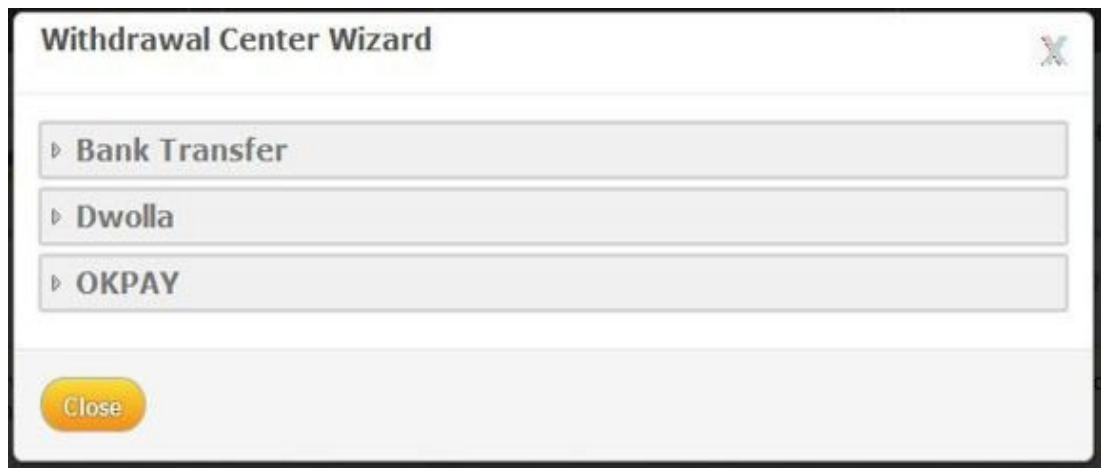 Withdrawal Center Wizard
X
Bank Transfer
Dwolla
OKPAY
Close